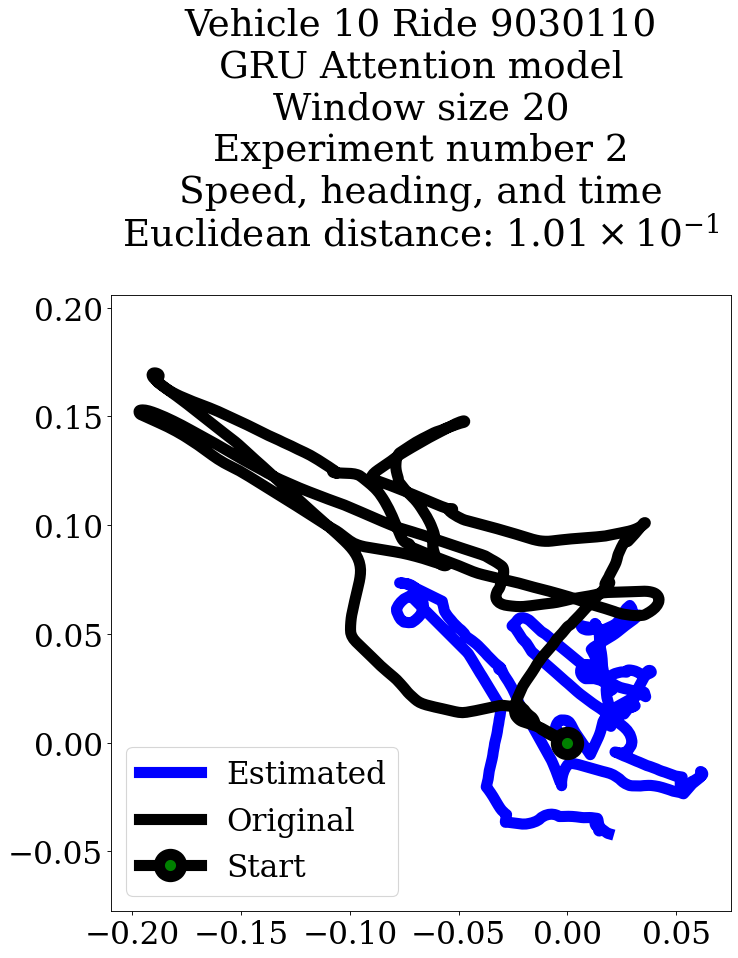 Vehicle 10 Ride 9030110
GRU Attention model
Window size 20
Experiment number 2
Speed, heading, and time
Euclidean distance: 1.01 × 10⁻¹
0.20
0.15
0.10
0.05
0.00
−0.05
Estimated
Original
Start
−0.20 −0.15 −0.10 −0.05 0.00 0.05